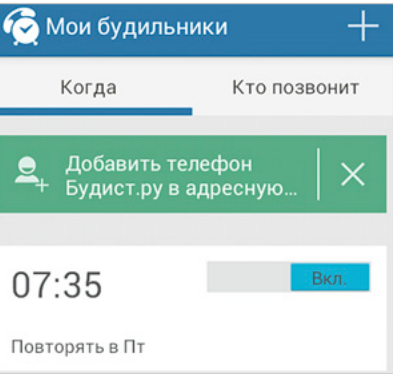 Мои будильники
Когда
Кто позвонит
Добавить телефон
Будист.ру в адресную...
07:35
Вкл.
Повторять в Пт